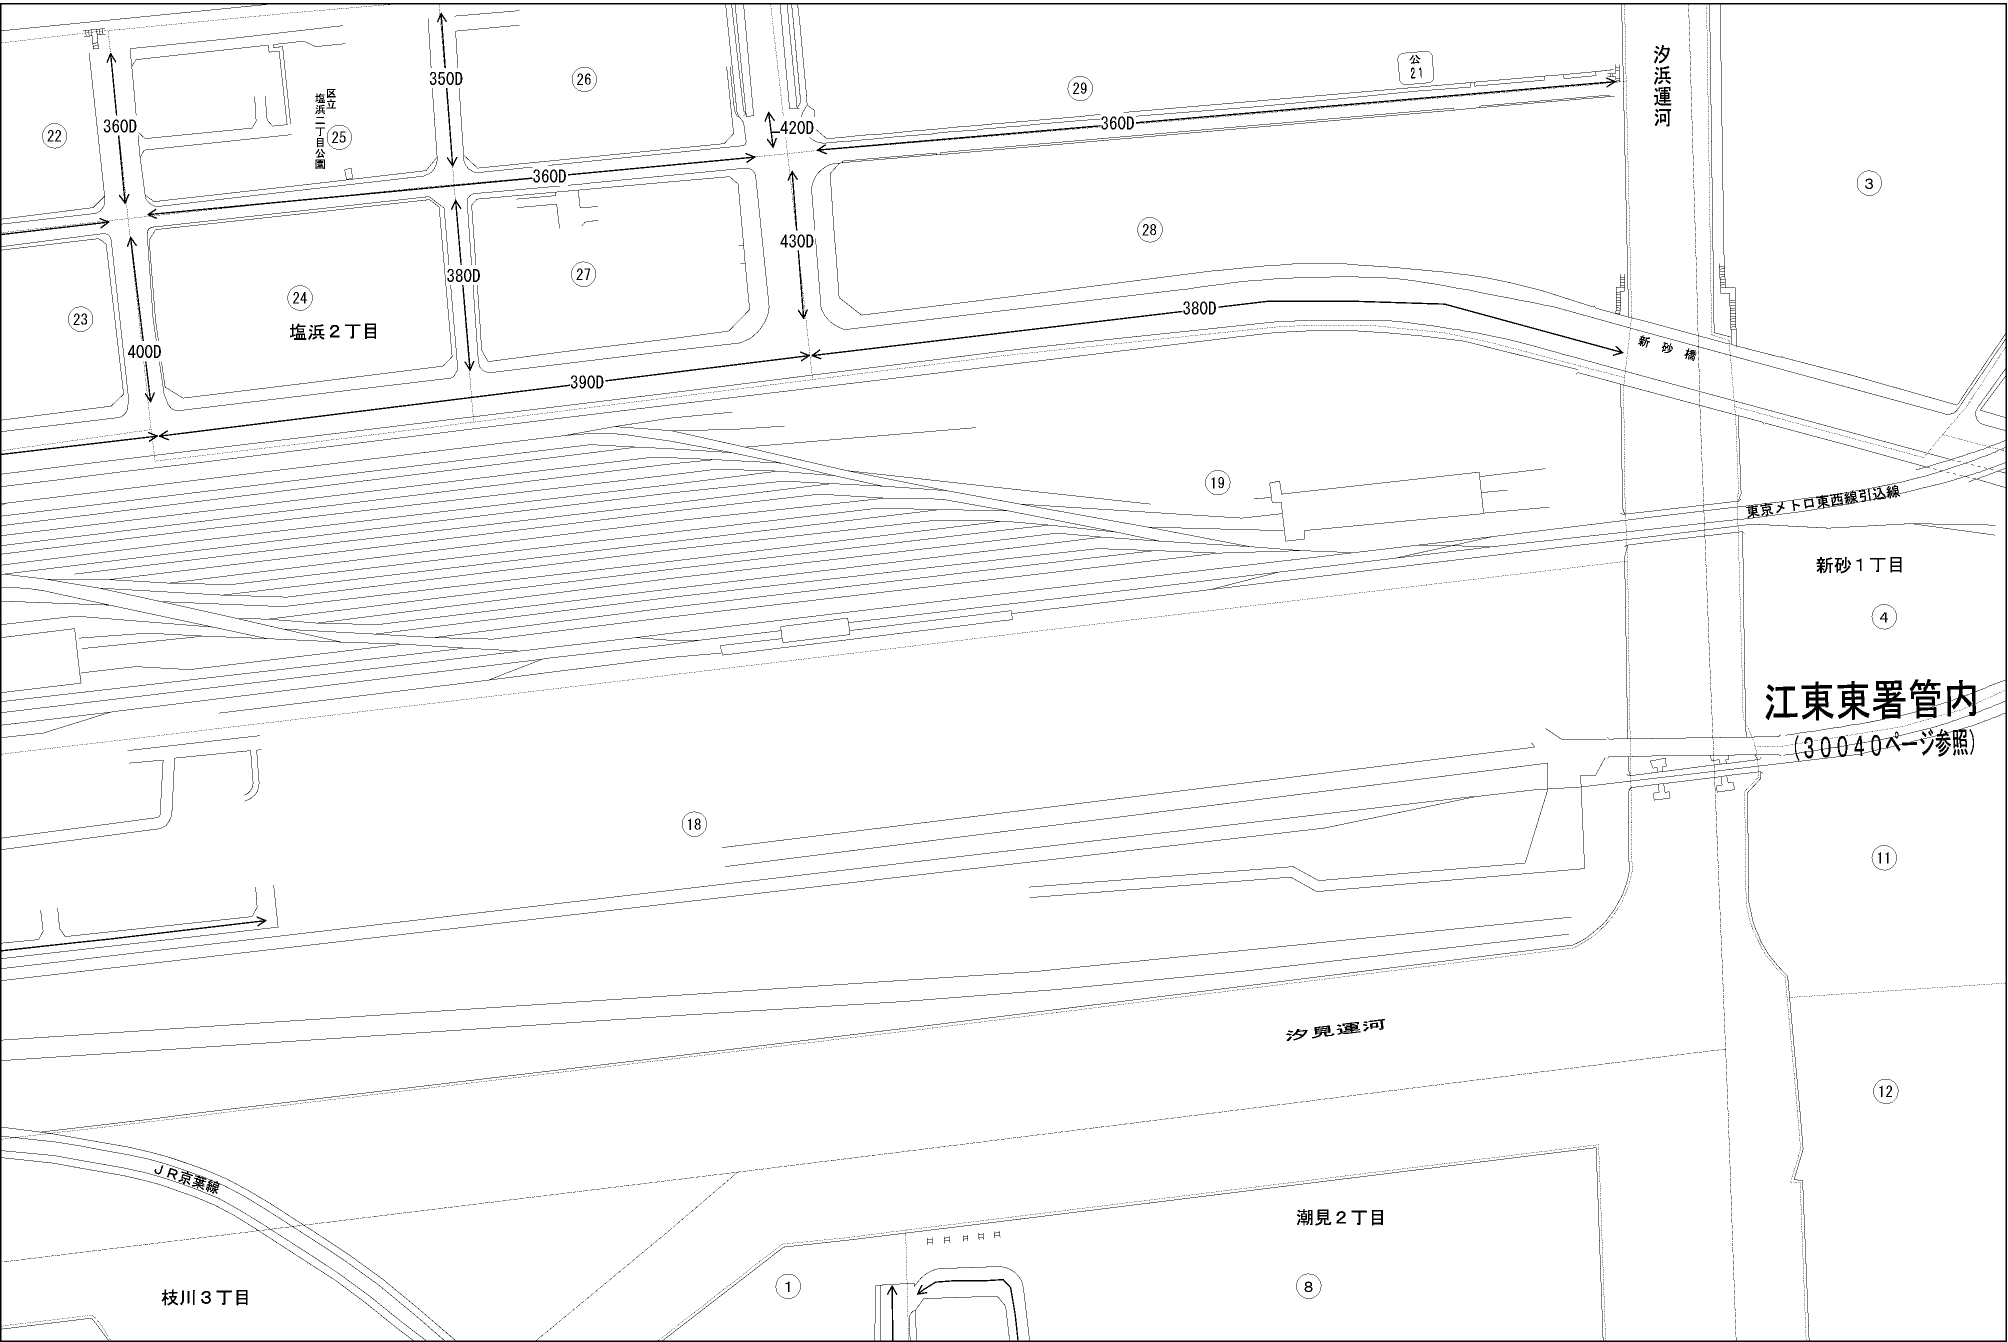 350D
26
公
21
29
汐浜運河
22
360D
区立
塩浜二丁目公園
25
420D
360D
360D
3
430D
28
380D
27
24
23
塩浜2丁目
400D
390D
380D
新砂橋
19
東京メトロ東西線引込線
新砂1丁目
4
江東東署管内
(30040ページ参照)
18
11
汐見運河
12
JR京葉線
潮見2丁目
枝川3丁目
1
8